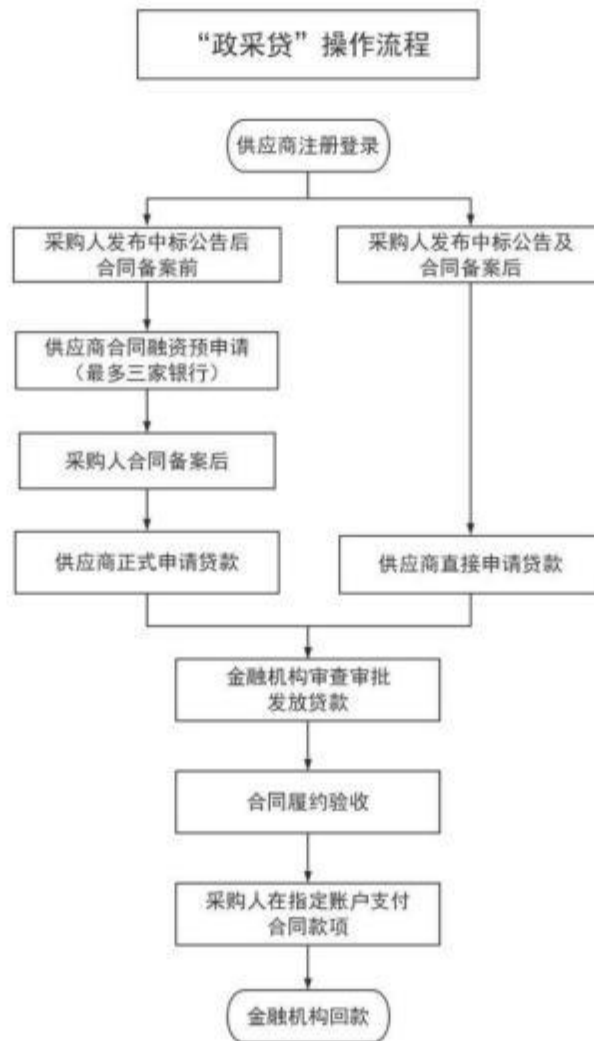 “政采贷”操作流程
供应商注册登录
采购人发布中标公告后
合同备案前
采购人发布中标公告及
合同备案后
供应商合同融资预申请
（最多三家银行）
采购人合同备案后
供应商正式申请贷款
供应商直接申请贷款
金融机构审查审批
发放贷款
合同履约验收
采购人在指定账户支付
合同款项
金融机构回款